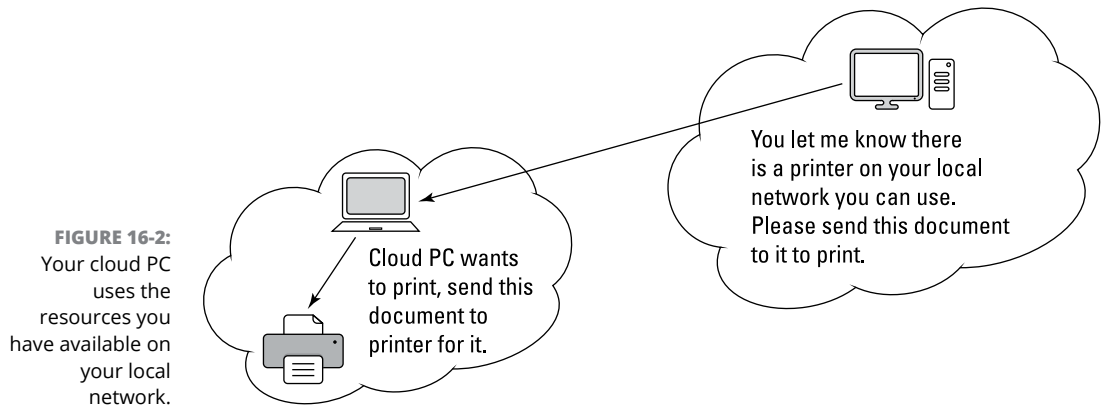 You let me know there
is a printer on your local
network you can use.
Please send this document
to it to print.
Cloud PC wants
to print, send this
document to
printer for it.
FIGURE 16-2:
Your cloud PC
uses the
resources you
have available on
your local
network.